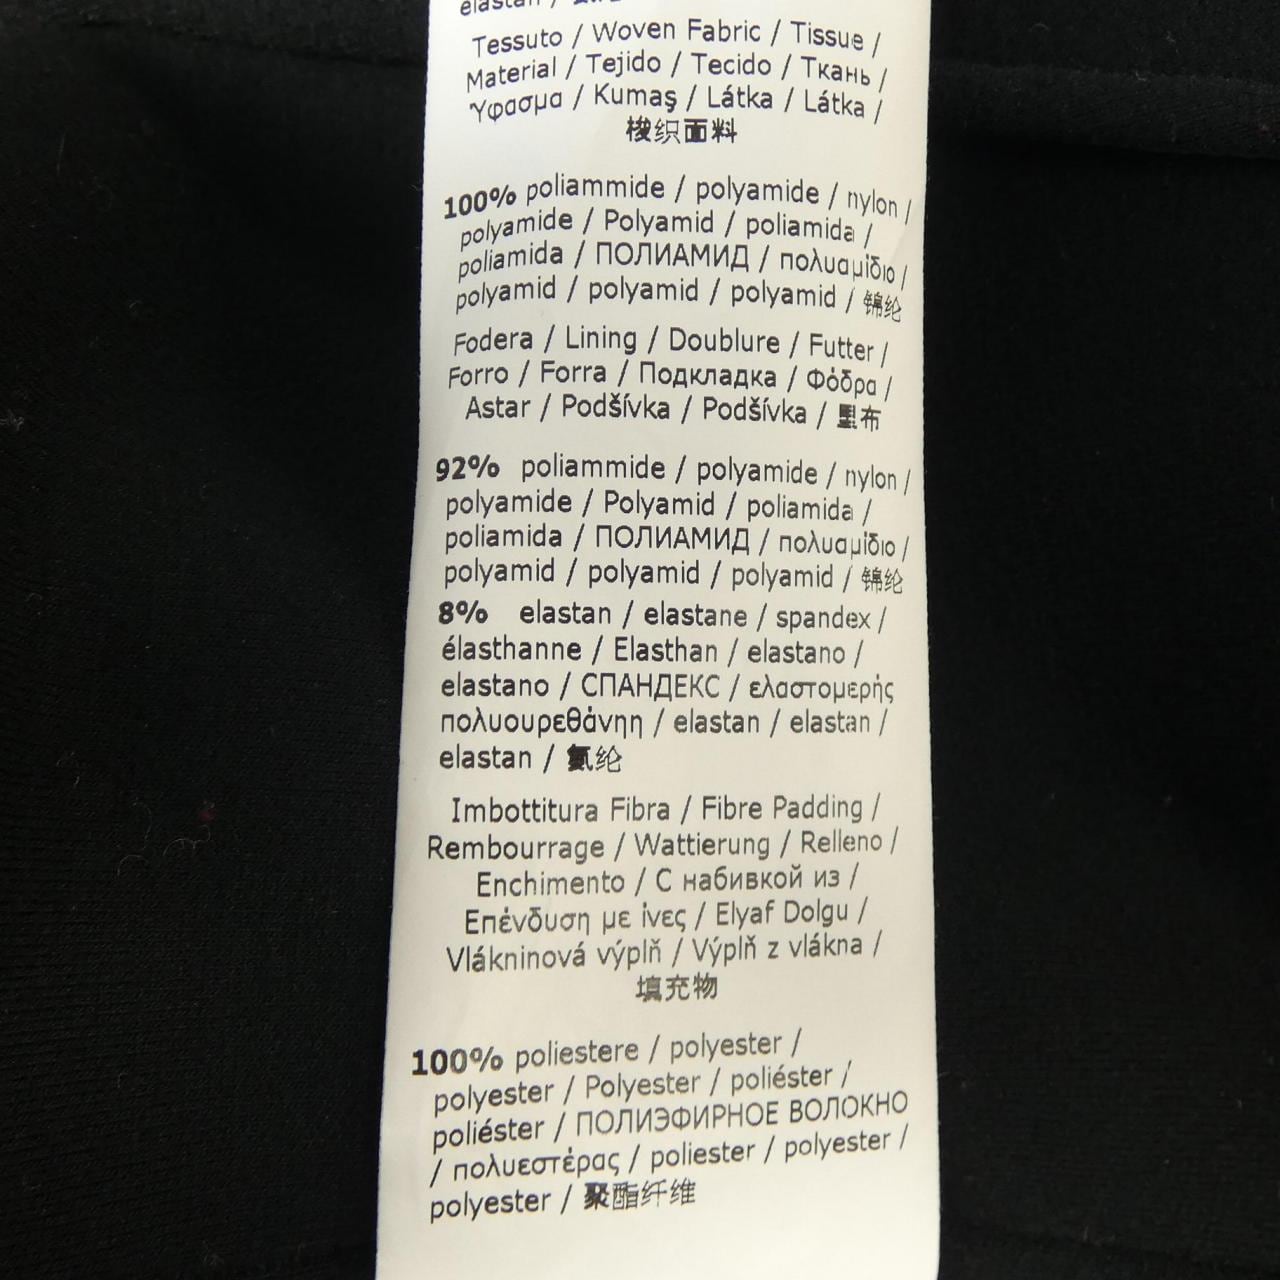 elastan /
Tessuto / Woven Fabric / Tissue /
Material / Tejido / Tecido / Ткань /
Ύφασμα / Kumaş / Látka / Látka /
梭织面料
100% poliammide / polyamide / nylon /
polyamide / Polyamid / poliamida /
poliamida / ПОЛИАМИД / πολυαμίδιο /
polyamid / polyamid / polyamid / 锦纶
Fodera / Lining / Doublure / Futter /
Forro / Forra / Подкладка / Φόδρα /
Astar / Podšívka / Podšívka / 里布
92% poliammide / polyamide / nylon /
polyamide / Polyamid / poliamida /
poliamida / ПОЛИАМИД / πολυαμίδιο /
polyamid / polyamid / polyamid / 锦纶
8% elastan / elastane / spandex /
élasthanne / Elasthan / elastano /
elastano / СПАНДЕКС / ελαστομερής
πολυουρεθάνηη / elastan / elastan /
elastan / 氨纶
Imbottitura Fibra / Fibre Padding /
Rembourrage / Wattierung / Relleno /
Enchimento / С набивкой из /
Επένδυση με ίνες / Elyaf Dolgu /
Vlákninová výplň / Výplň z vlákna /
填充物
100% poliestere / polyester /
polyester / Polyester / poliéster /
poliéster / ПОЛИЭФИРНОЕ ВОЛОКНО
/ πολυεστέρας / poliester / polyester /
polyester / 聚酯纤维